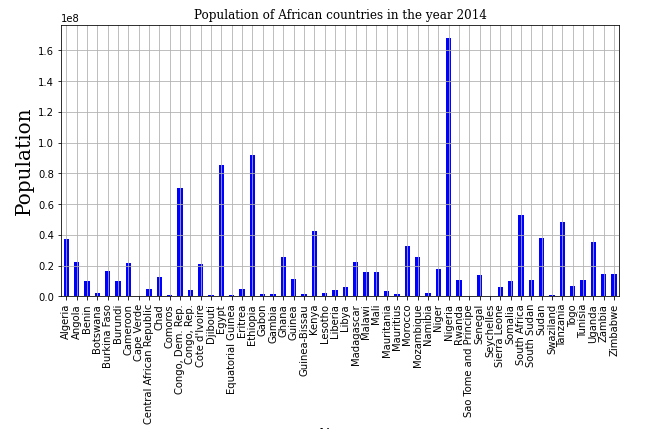 Population of African countries in the year 2014
1e8
Population
1.6
1.4
1.2
1.0
0.8
0.6
0.4
0.2
0.0
Algeria
Angola
Benin
Botswana
Burkina Faso
Burundi
Cameroon
Cape Verde
Central African Republic
Chad
Comoros
Congo, Dem. Rep.
Congo, Rep.
Cote d'Ivoire
Djibouti
Egypt
Equatorial Guinea
Eritrea
Ethiopia
Gabon
Gambia
Ghana
Guinea
Guinea-Bissau
Kenya
Lesotho
Liberia
Libya
Madagascar
Malawi
Mali
Mauritania
Mauritius
Morocco
Mozambique
Namibia
Niger
Nigeria
Rwanda
Sao Tome and Principe
Senegal
Seychelles
Sierra Leone
Somalia
South Africa
South Sudan
Sudan
Swaziland
Tanzania
Togo
Tunisia
Uganda
Zambia
Zimbabwe